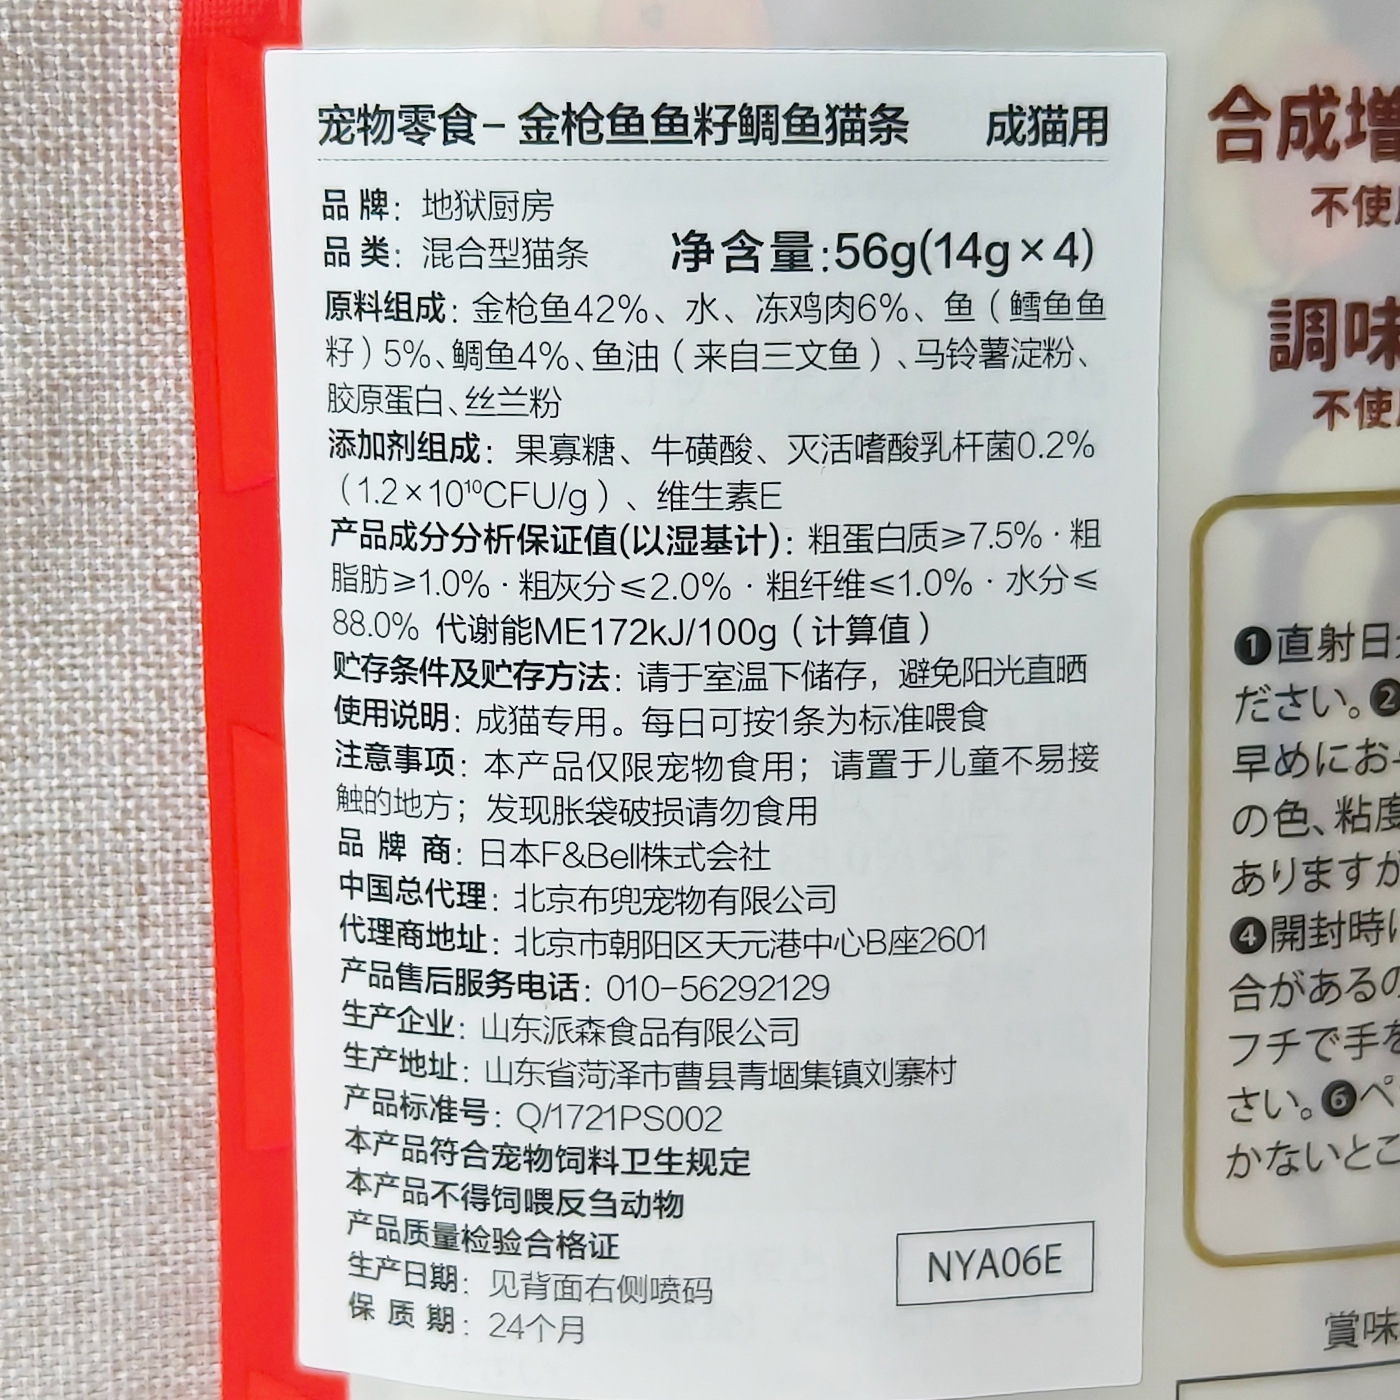 宠物零食-金枪鱼鱼籽鲷鱼猫条 成猫用
品牌：地狱厨房
品类：混合型猫条 净含量:56g(14g×4)
原料组成：金枪鱼42%、水、冻鸡肉6%、鱼（鳕鱼鱼
籽）5%、鲷鱼4%、鱼油（来自三文鱼）、马铃薯淀粉、
胶原蛋白、丝兰粉
添加剂组成：果寡糖、牛磺酸、灭活嗜酸乳杆菌0.2%
（1.2×10¹⁰CFU/g）、维生素E
产品成分分析保证值(以湿基计)：粗蛋白质≥7.5%·粗
脂肪≥1.0%·粗灰分≤2.0%·粗纤维≤1.0%·水分≤
88.0% 代谢能ME172kJ/100g（计算值）
贮存条件及贮存方法：请于室温下储存，避免阳光直晒
使用说明：成猫专用。每日可按1条为标准喂食
注意事项：本产品仅限宠物食用；请置于儿童不易接
触的地方；发现胀袋破损请勿食用
品牌商：日本F&Bell株式会社
中国总代理：北京布兜宠物有限公司
代理商地址：北京市朝阳区天元港中心B座2601
产品售后服务电话：010-56292129
生产企业：山东派森食品有限公司
生产地址：山东省菏泽市曹县青堌集镇刘寨村
产品标准号：Q/1721PS002
本产品符合宠物饲料卫生规定
本产品不得饲喂反刍动物
产品质量检验合格证
生产日期：见背面右侧喷码
保质期：24个月
NYA06E
合成増
不使
調味
不使
❶直射日
ださい。❷
早めにお
の色、粘度
ありますが
❹開封時に
合があるの
フチで手を
さい。❻ペ
かないとこ
賞味